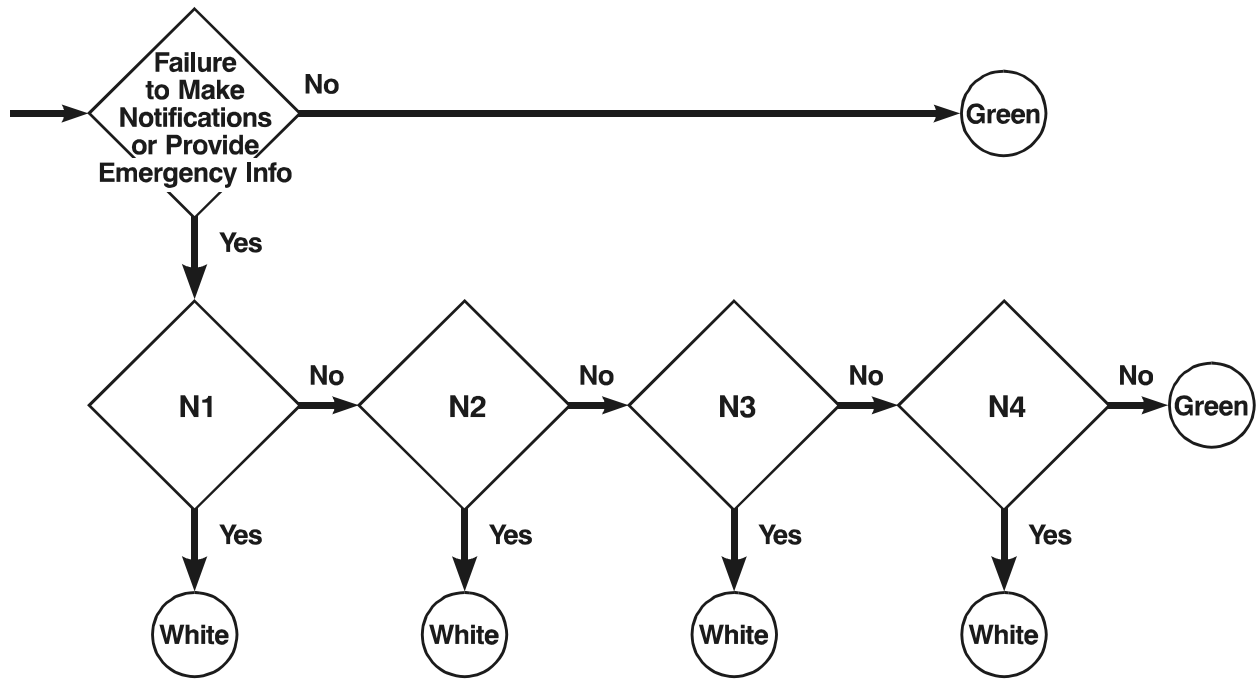 Failure
to Make
Notifications
or Provide
Emergency Info
No
Green
Yes
N1
No
N2
No
N3
No
N4
No
Green
Yes
Yes
Yes
Yes
White
White
White
White